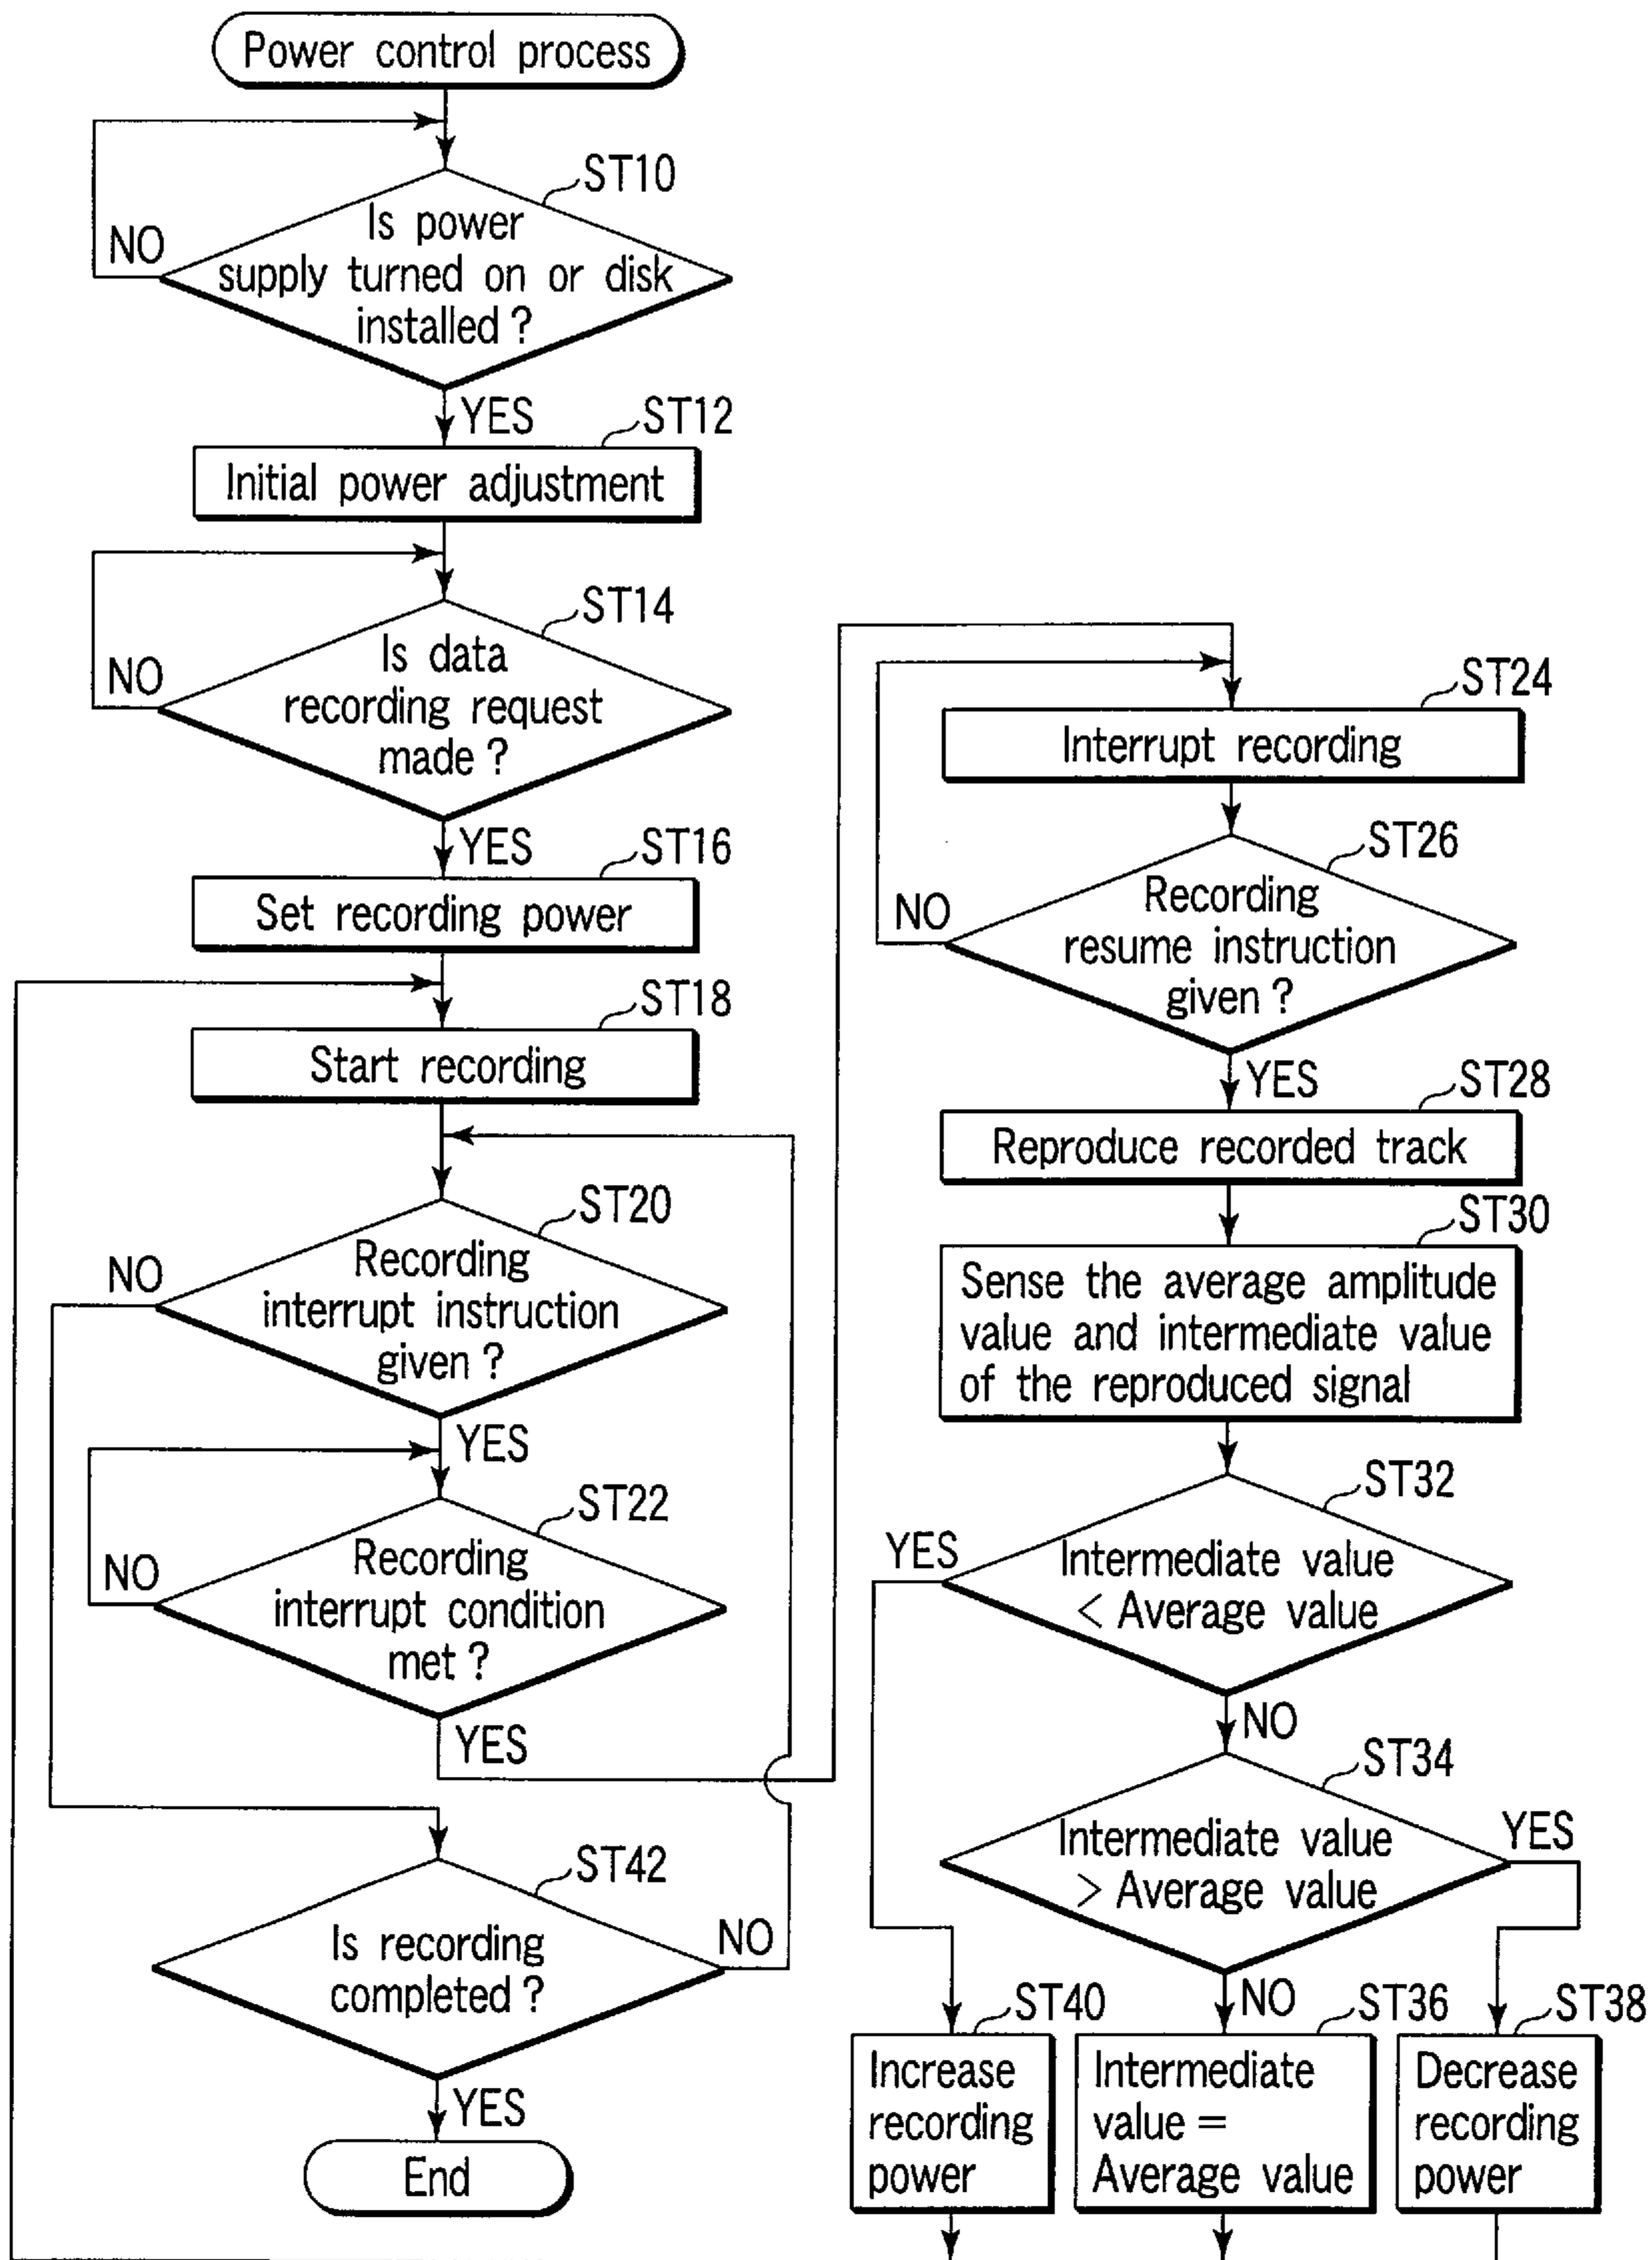 Power control process
ST10
Is power
supply turned on or disk
installed ?
NO
YES
ST12
Initial power adjustment
ST14
Is data
recording request
made ?
NO
YES
ST16
Set recording power
ST18
Start recording
ST20
Recording
interrupt instruction
given ?
NO
YES
ST22
Recording
interrupt condition
met ?
NO
YES
ST42
Is recording
completed ?
NO
YES
End
ST24
Interrupt recording
ST26
Recording
resume instruction
given ?
NO
YES
ST28
Reproduce recorded track
ST30
Sense the average amplitude
value and intermediate value
of the reproduced signal
ST32
Intermediate value
< Average value
YES
NO
ST34
Intermediate value
> Average value
YES
NO
ST40
Increase
recording
power
ST36
Intermediate
value =
Average value
ST38
Decrease
recording
power